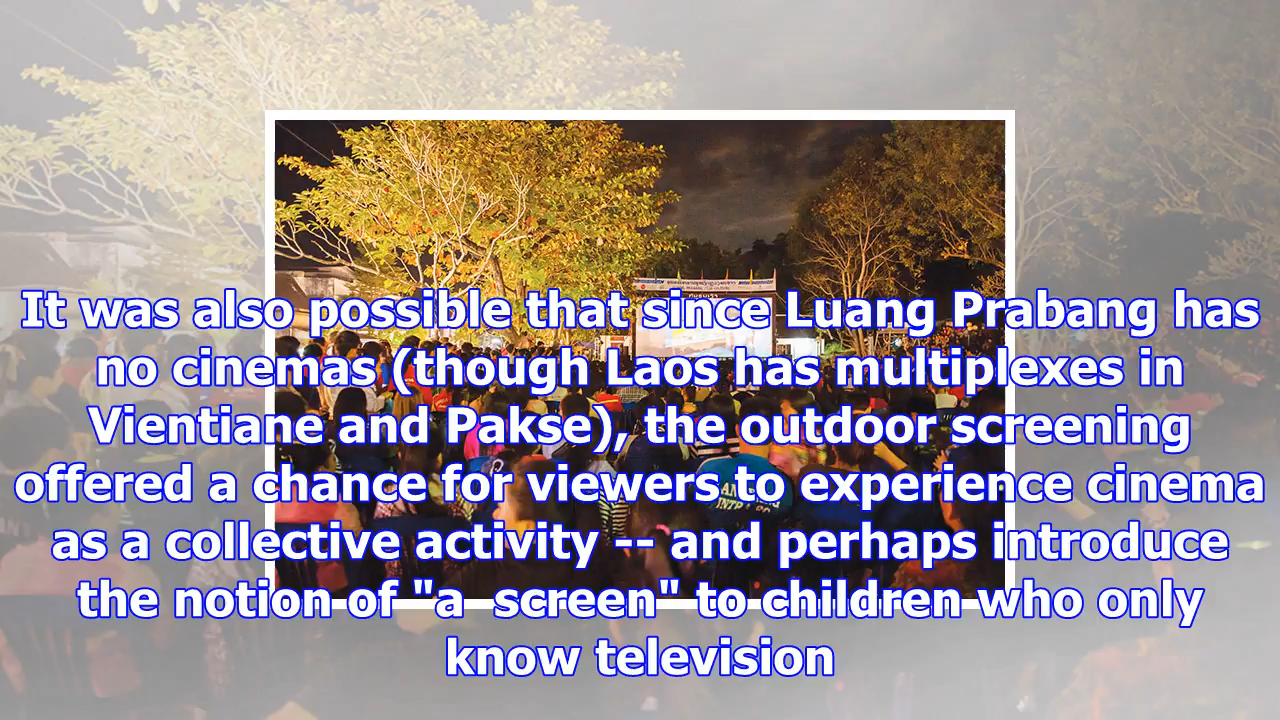 It was also possible that since Luang Prabang has
no cinemas (though Laos has multiplexes in
Vientiane and Pakse), the outdoor screening
offered a chance for viewers to experience cinema
as a collective activity -- and perhaps introduce
the notion of "a  screen" to children who only
know television